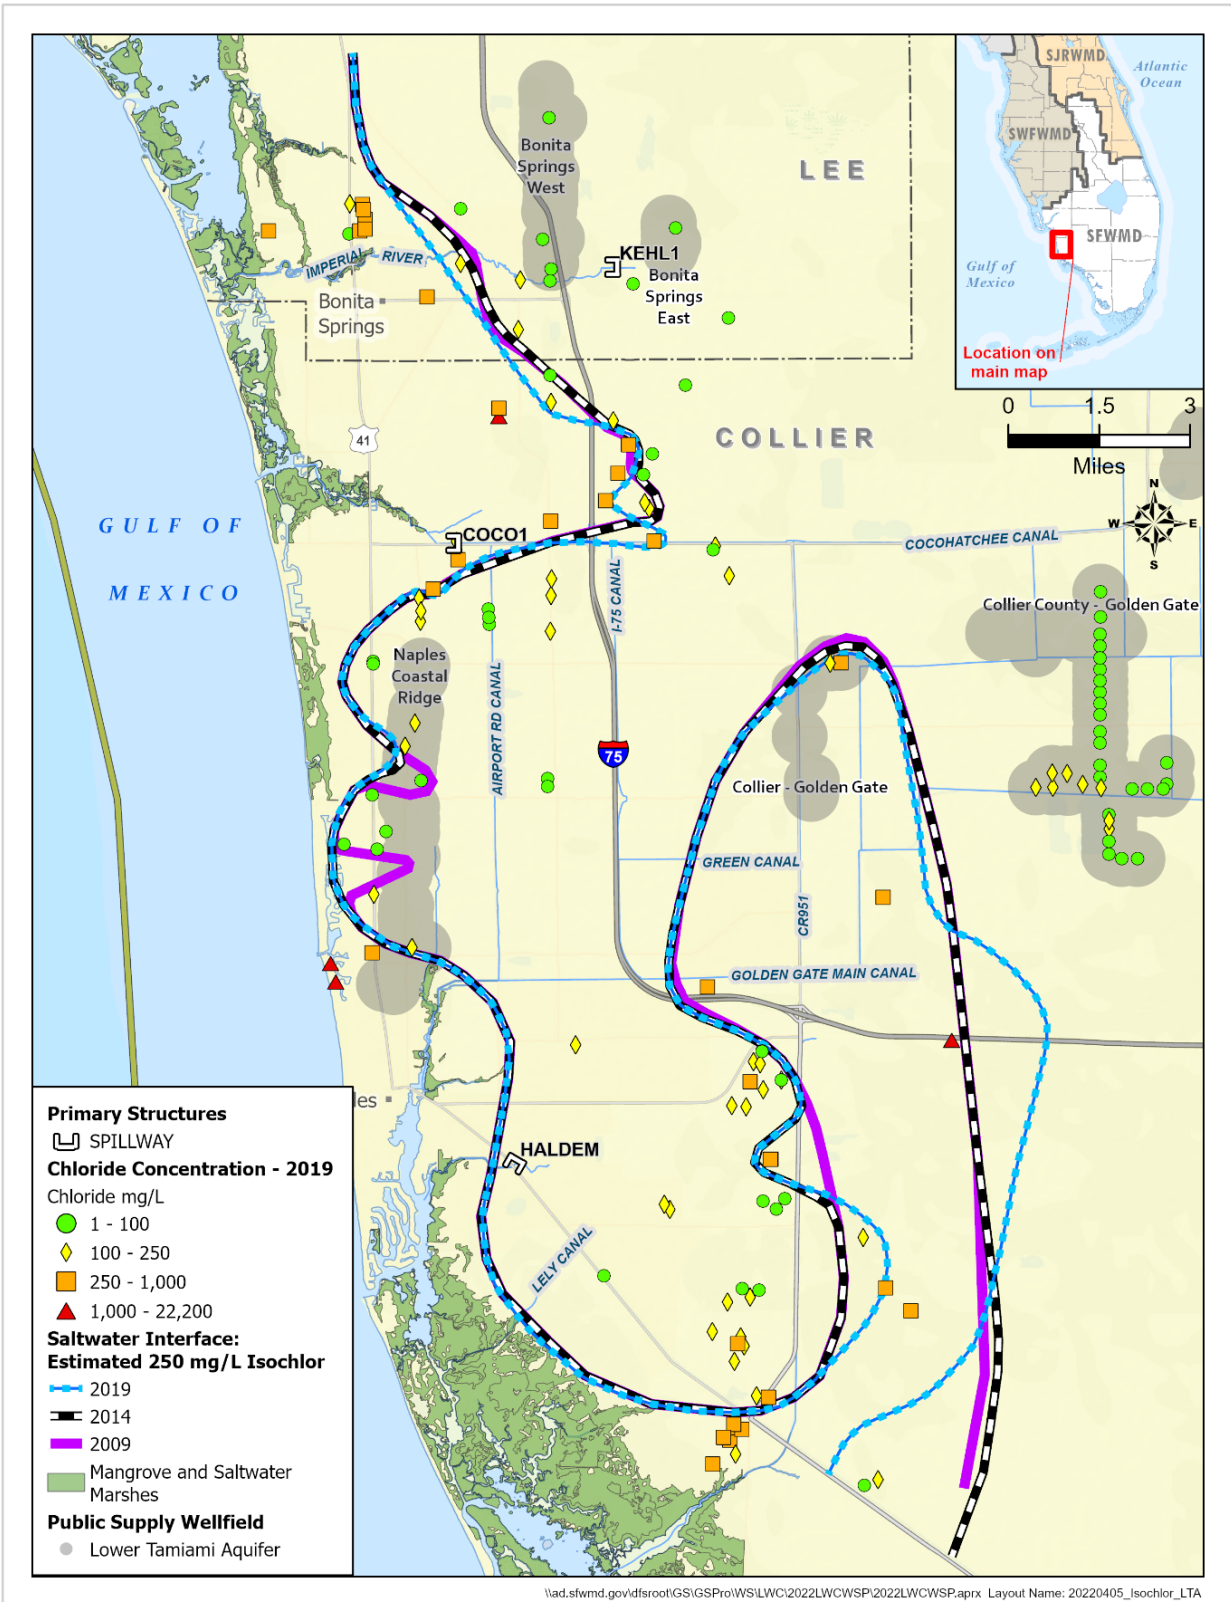 SJRWMD
Atlantic
Ocean
SWFWMD
SFWMD
Gulf of
Mexico
Location on
main map
0 1.5 3
Miles
N
W E
S
LEE
Bonita
Springs
West
KEHL1
Bonita
Springs
East
IMPERIAL RIVER
Bonita
Springs
41
COLLIER
GULF OF
MEXICO
COCO1
COCOHATCHEE CANAL
I-75 CANAL
Collier County - Golden Gate
Naples
Coastal
Ridge
AIRPORT RD CANAL
75
Collier - Golden Gate
GREEN CANAL
CR951
GOLDEN GATE MAIN CANAL
les
HALDEM
LELY CANAL
Primary Structures
SPILLWAY
Chloride Concentration - 2019
Chloride mg/L
1 - 100
100 - 250
250 - 1,000
1,000 - 22,200
Saltwater Interface:
Estimated 250 mg/L Isochlor
2019
2014
2009
Mangrove and Saltwater
Marshes
Public Supply Wellfield
Lower Tamiami Aquifer
\\ad.sfwmd.gov\dfsroot\GS\GSPro\WS\LWC\2022LWCWSP\2022LWCWSP.aprx Layout Name: 20220405_Isochlor_LTA